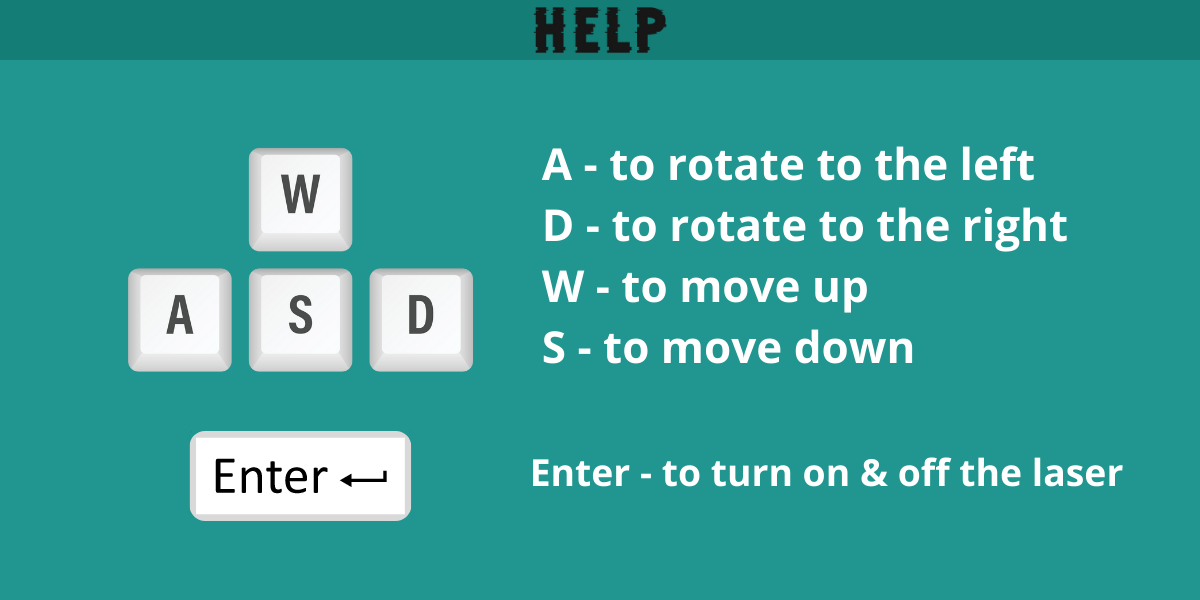 HELP
W
A S D
A - to rotate to the left
D - to rotate to the right
W - to move up
S - to move down
Enter
Enter - to turn on & off the laser